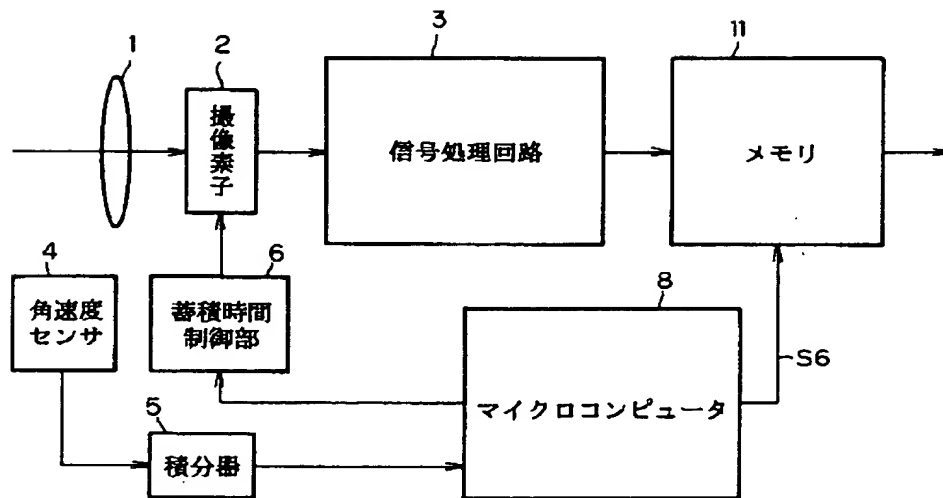 1
2
3
11
撮像素子
信号処理回路
メモリ
4
6
8
角速度
センサ
蓄積時間
制御部
S6
マイクロコンピュータ
5
積分器